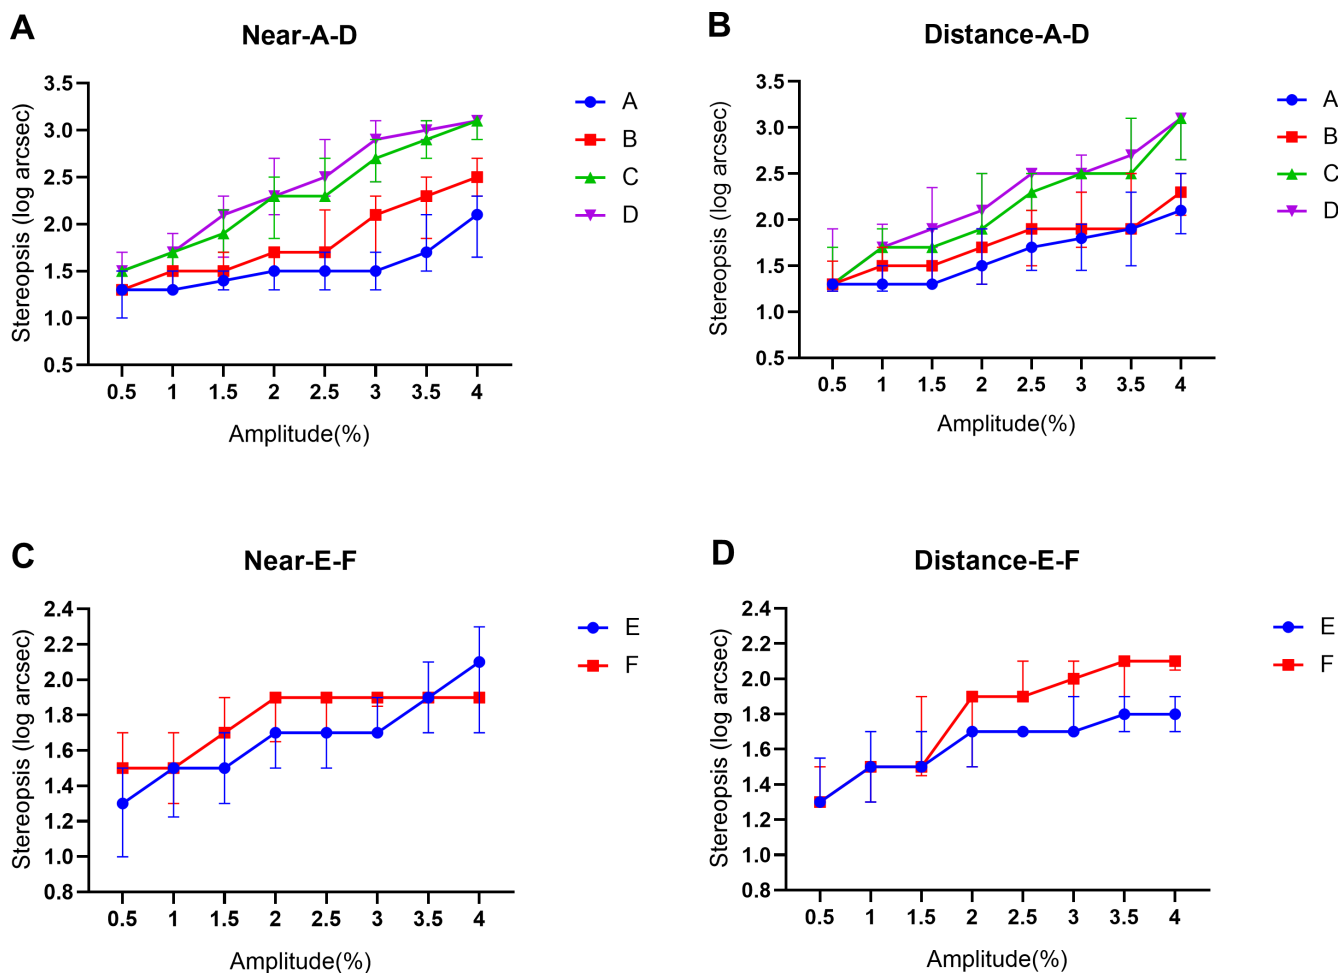 A
Near-A-D
Stereopsis (log arcsec)
3.5
3.0
2.5
2.0
1.5
1.0
0.5
0.5 1 1.5 2 2.5 3 3.5 4
Amplitude(%)
A
B
C
D
B
Distance-A-D
Stereopsis (log arcsec)
3.5
3.0
2.5
2.0
1.5
1.0
0.5
0.5 1 1.5 2 2.5 3 3.5 4
Amplitude(%)
A
B
C
D
C
Near-E-F
Stereopsis (log arcsec)
2.4
2.2
2.0
1.8
1.6
1.4
1.2
1.0
0.8
0.5 1 1.5 2 2.5 3 3.5 4
Amplitude(%)
E
F
D
Distance-E-F
Stereopsis (log arcsec)
2.4
2.2
2.0
1.8
1.6
1.4
1.2
1.0
0.8
0.5 1 1.5 2 2.5 3 3.5 4
Amplitude(%)
E
F